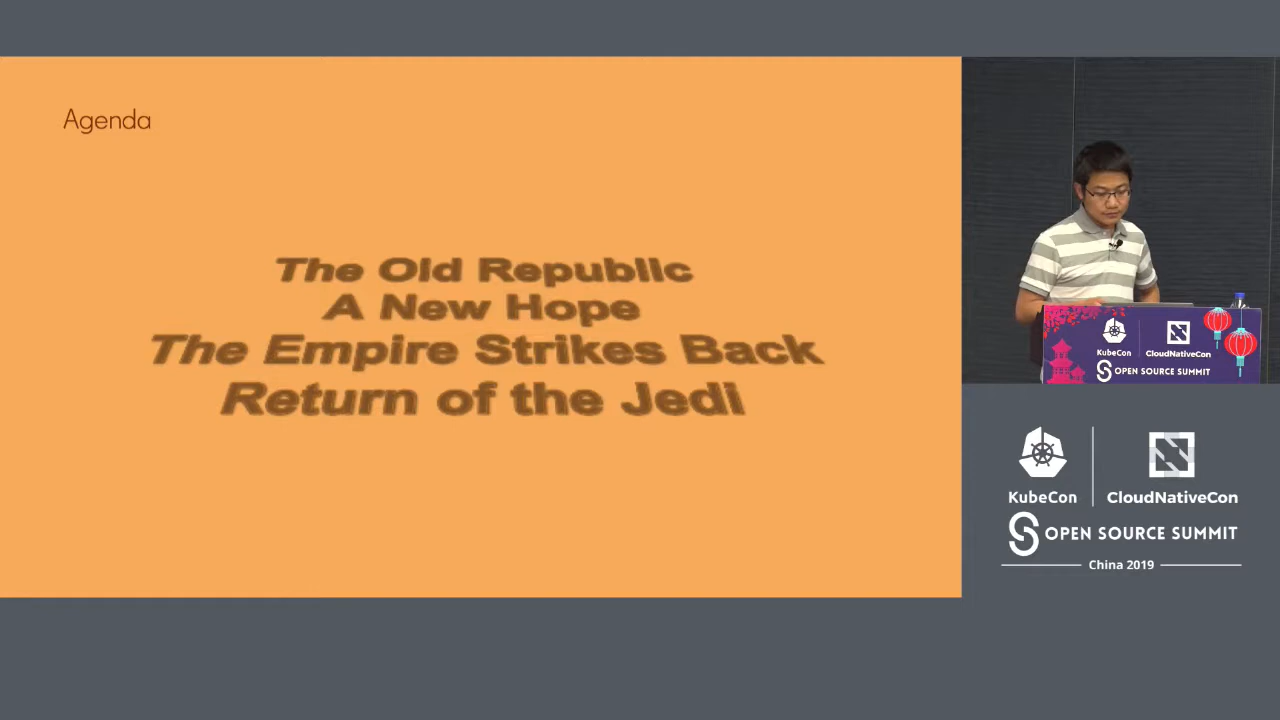 Agenda
The Old Republic
A New Hope
The Empire Strikes Back
Return of the Jedi
KubeCon
CloudNativeCon
OPEN SOURCE SUMMIT
KubeCon
CloudNativeCon
OPEN SOURCE SUMMIT
China 2019